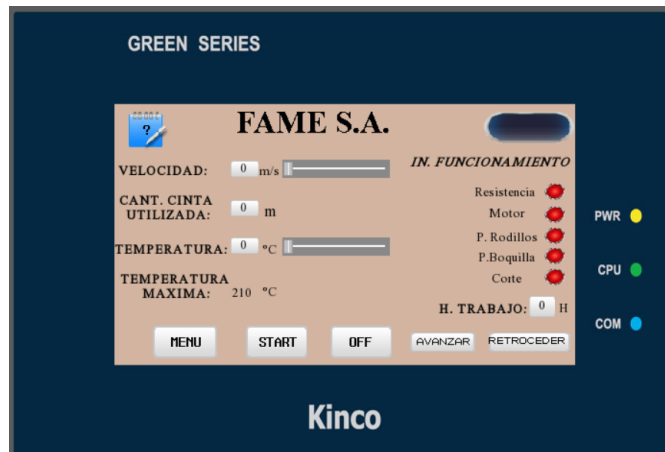 GREEN SERIES
?
FAME S.A.
VELOCIDAD: 0 m/s
IN. FUNCIONAMIENTO
CANT. CINTA
UTILIZADA: 0 m
Resistencia
Motor
P. Rodillos
P.Boquilla
Corte
TEMPERATURA: 0 °C
TEMPERATURA
MAXIMA: 210 °C
H. TRABAJO: 0 H
MENU START OFF AVANZAR RETROCEDER
PWR
CPU
COM
Kinco